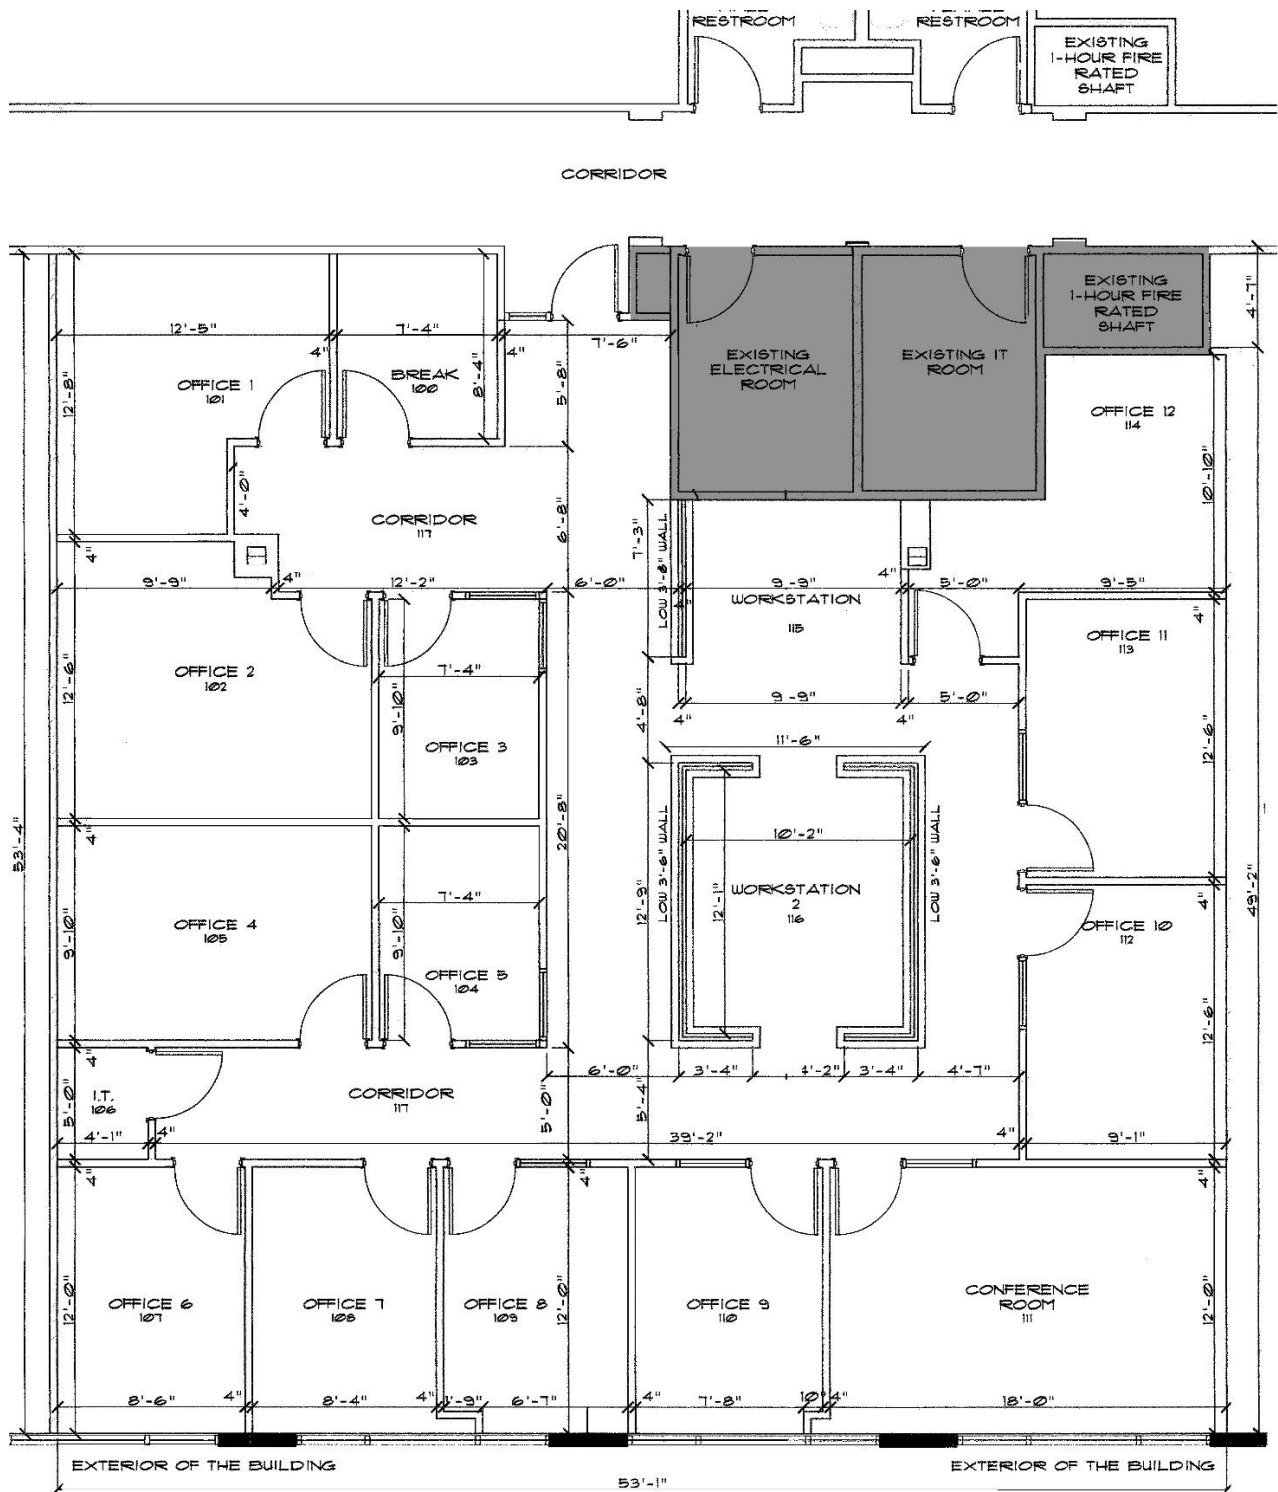 RESTROOM
RESTROOM
EXISTING
1-HOUR FIRE
RATED
SHAFT
CORRIDOR
EXISTING
1-HOUR FIRE
RATED
SHAFT
4'-7"
12'-5"
7'-4"
7'-6"
4"
4"
EXISTING
ELECTRICAL
ROOM
EXISTING IT
ROOM
OFFICE 1
101
BREAK
100
8'-4"
5'-8"
12'-8"
OFFICE 12
114
10'-10"
4'-0"
CORRIDOR
117
6'-8"
7'-3"
LOW 3'-6" WALL
4"
9'-9"
4"
12'-2"
6'-0"
4"
9'-9"
4"
5'-0"
9'-5"
WORKSTATION
115
OFFICE 11
113
4"
OFFICE 2
102
12'-6"
7'-4"
9'-10"
OFFICE 3
103
4'-8"
9'-9"
5'-0"
4"
4"
11'-6"
12'-6"
53'-4"
4"
20'-8"
LOW 3'-6" WALL
10'-2"
LOW 3'-6" WALL
12'-9"
12'-1"
WORKSTATION
2
116
7'-4"
OFFICE 4
105
9'-10"
9'-10"
OFFICE 5
104
4"
49'-2"
OFFICE 10
112
12'-6"
4"
I.T.
106
5'-0"
CORRIDOR
117
5'-0"
6'-0"
3'-4"
4'-2"
3'-4"
4'-7"
5'-4"
4'-1"
4"
39'-2"
4"
9'-1"
4"
4"
4"
OFFICE 6
107
OFFICE 7
108
OFFICE 8
109
OFFICE 9
110
CONFERENCE
ROOM
111
12'-0"
12'-0"
12'-0"
8'-6"
4"
8'-4"
4"
1'-9"
6'-7"
4"
7'-8"
10"
4"
18'-0"
EXTERIOR OF THE BUILDING
EXTERIOR OF THE BUILDING
53'-1"